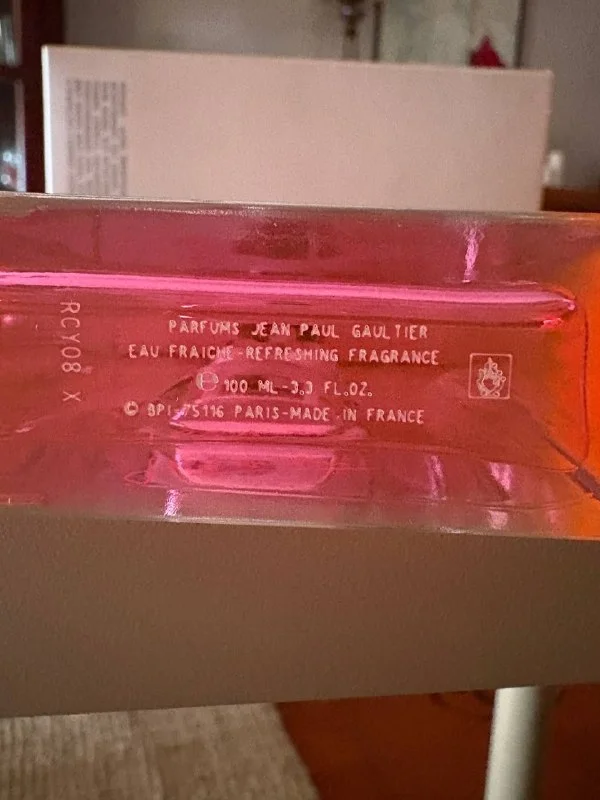 PARFUMS JEAN PAUL GAULTIER
EAU FRAICHE-REFRESHING FRAGRANCE
℮ 100 ML-3.3 FL.OZ.
© BPI-75116 PARIS-MADE IN FRANCE
RCY08 X